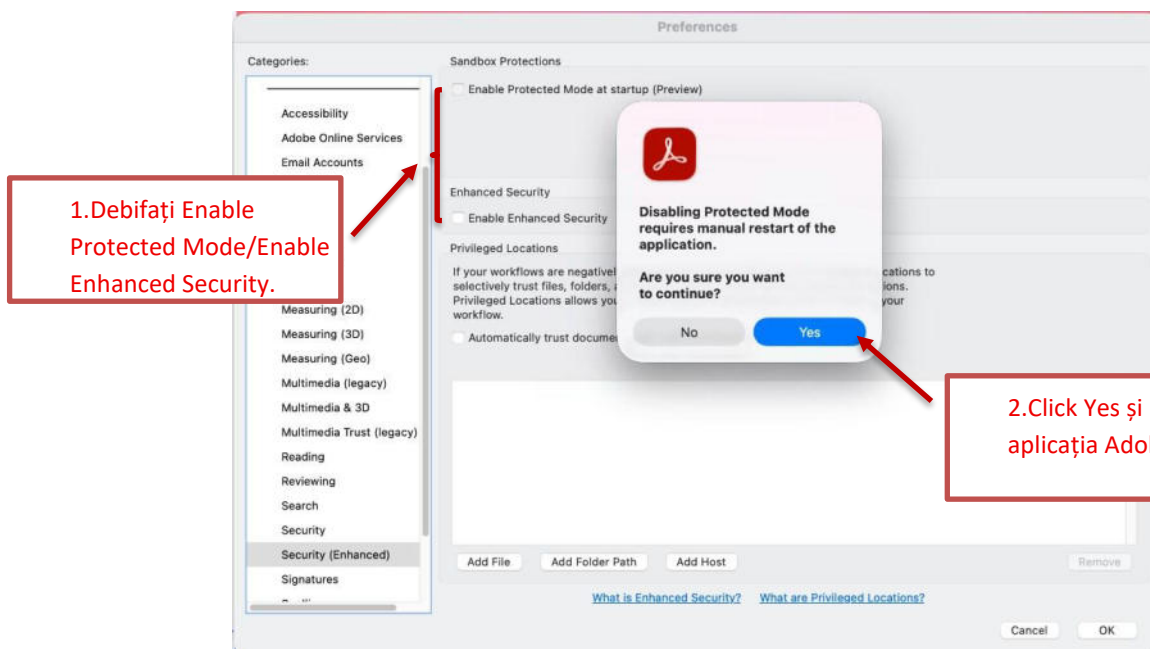 Preferences
Categories:
Accessibility
Adobe Online Services
Email Accounts
Measuring (2D)
Measuring (3D)
Measuring (Geo)
Multimedia (legacy)
Multimedia & 3D
Multimedia Trust (legacy)
Reading
Reviewing
Search
Security
Security (Enhanced)
Signatures
Sandbox Protections
Enable Protected Mode at startup (Preview)
Enhanced Security
Enable Enhanced Security
Privileged Locations
If your workflows are cations to
selectively trust files, folders, ions.
Privileged Locations allows your
workflow.
Automatically trust
Add File
Add Folder Path
Add Host
Remove
What is Enhanced Security?
What are Privileged Locations?
Cancel
OK
Disabling Protected Mode
requires manual restart of the
application.
Are you sure you want
to continue?
No
Yes
1.Debifați Enable
Protected Mode/Enable
Enhanced Security.
2.Click Yes și
aplicația